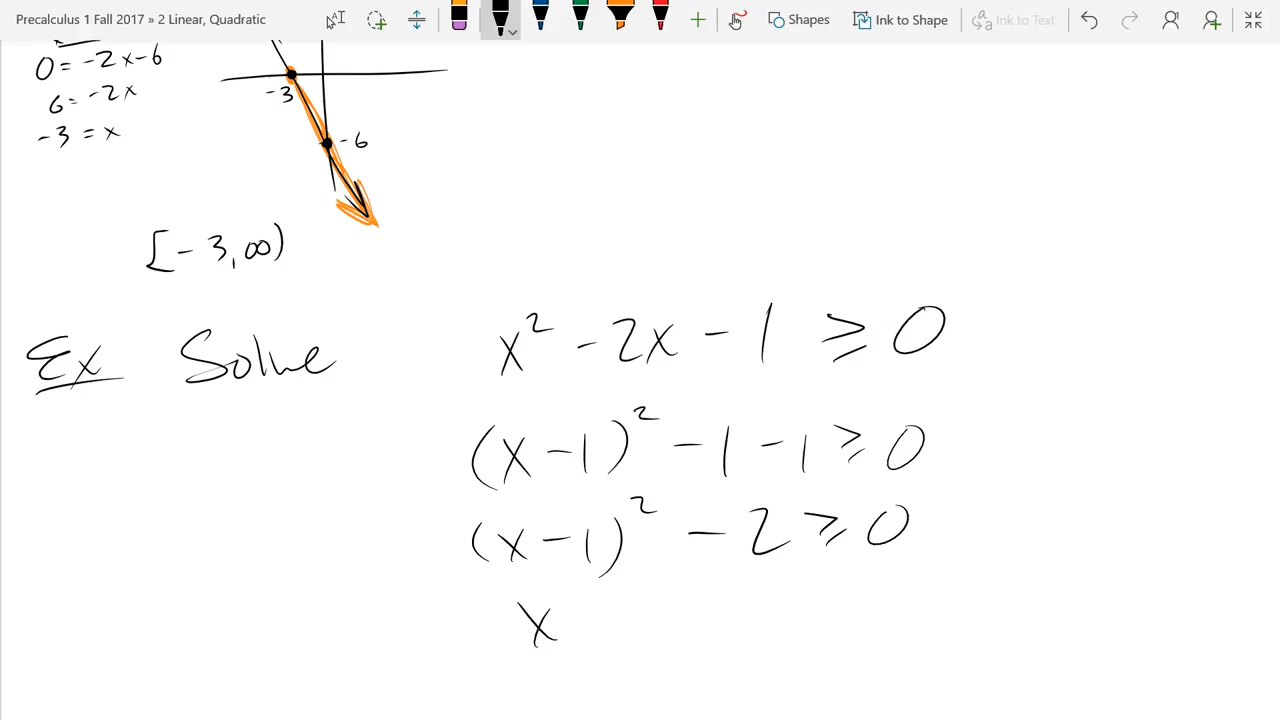 Precalculus 1 Fall 2017 » 2 Linear, Quadratic
Shapes
Ink to Shape
Ink to Text
0 = -2x-6
6 = -2x
-3 = x
-3
-6
[-3,∞)
Ex Solve x² - 2x - 1 ≥ 0
(x-1)² - 1 - 1 ≥ 0
(x-1)² - 2 ≥ 0
x